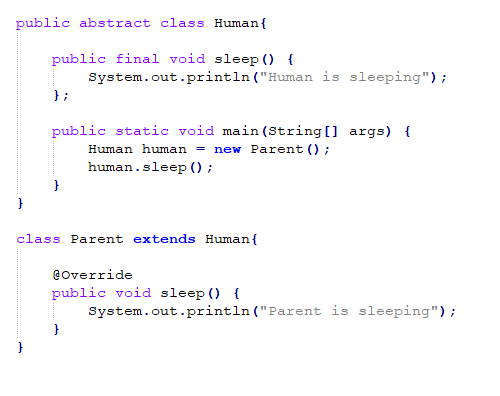 public abstract class Human{
public final void sleep() {
System.out.println("Human is sleeping");
};
public static void main(String[] args) {
Human human = new Parent();
human.sleep();
}
}
class Parent extends Human{
@Override
public void sleep() {
System.out.println("Parent is sleeping");
}
}